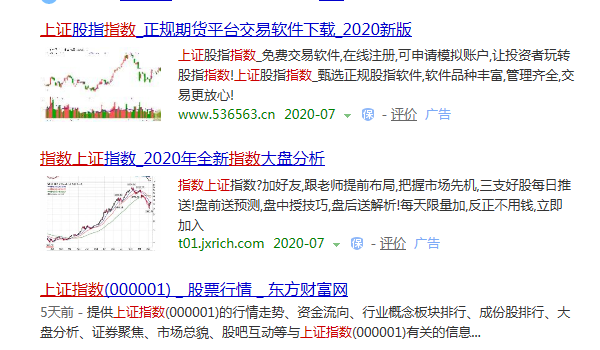 上证股指指数_正规期货平台交易软件下载_2020新版
上证股指指数_免费交易软件,在线注册,可申请模拟账户,让投资者玩转
股指指数!上证股指指数_甄选正规股指软件,软件品种丰富,管理齐全,交
易更放心!
www.536563.cn 2020-07 保 - 评价 广告
指数上证指数_2020年全新指数大盘分析
指数上证指数?加好友,跟老师提前布局,把握市场先机,三支好股每日推
送!盘前送预测,盘中授技巧,盘后送解析!每天限量加,反正不用钱,立即
加入
t01.jxrich.com 2020-07 保 - 评价 广告
上证指数(000001) _ 股票行情 _ 东方财富网
5天前 - 提供上证指数(000001)的行情走势、资金流向、行业概念板块排行、成份股排行、大
盘分析、证券聚焦、市场总貌、股吧互动等与上证指数(000001)有关的信息...